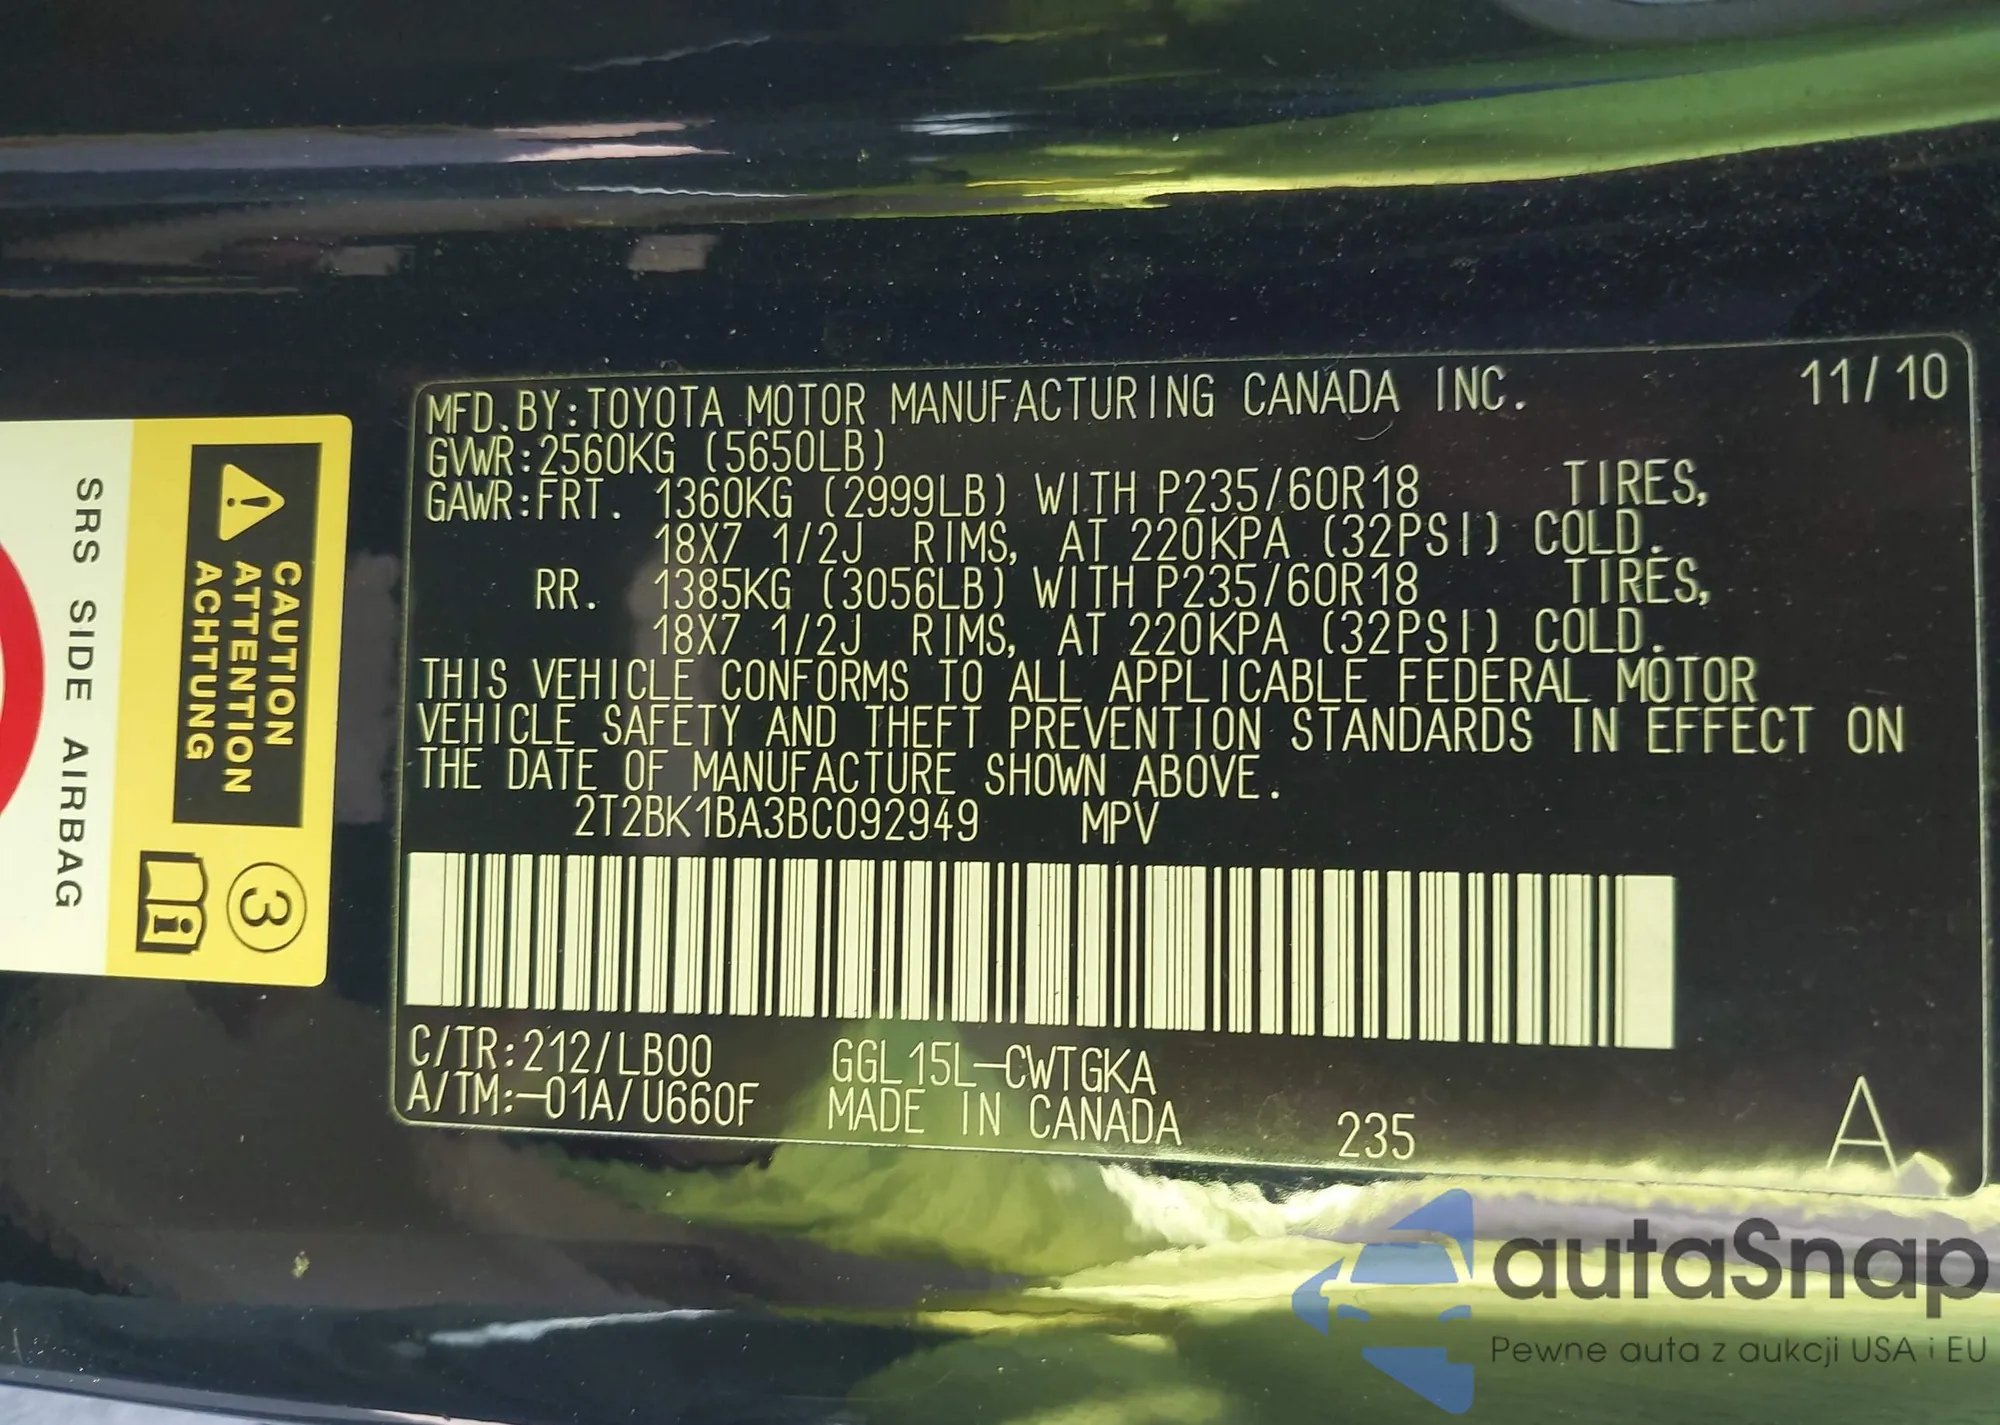 MFD.BY:TOYOTA MOTOR MANUFACTURING CANADA INC. 11/10
GVWR:2560KG (5650LB)
GAWR:FRT. 1360KG (2999LB) WITH P235/60R18 TIRES,
18X7 1/2J RIMS, AT 220KPA (32PSI) COLD.
RR. 1385KG (3056LB) WITH P235/60R18 TIRES,
18X7 1/2J RIMS, AT 220KPA (32PSI) COLD.
THIS VEHICLE CONFORMS TO ALL APPLICABLE FEDERAL MOTOR
VEHICLE SAFETY AND THEFT PREVENTION STANDARDS IN EFFECT ON
THE DATE OF MANUFACTURE SHOWN ABOVE.
2T2BK1BA3BC092949 MPV
C/TR:212/LB00 GGL15L-CWTGKA
A/TM:-01A/U660F MADE IN CANADA 235 A
CAUTION
ATTENTION
ACHTUNG
3
SRS SIDE AIRBAG
autaSnap
Pewne auta z aukcji USA i EU